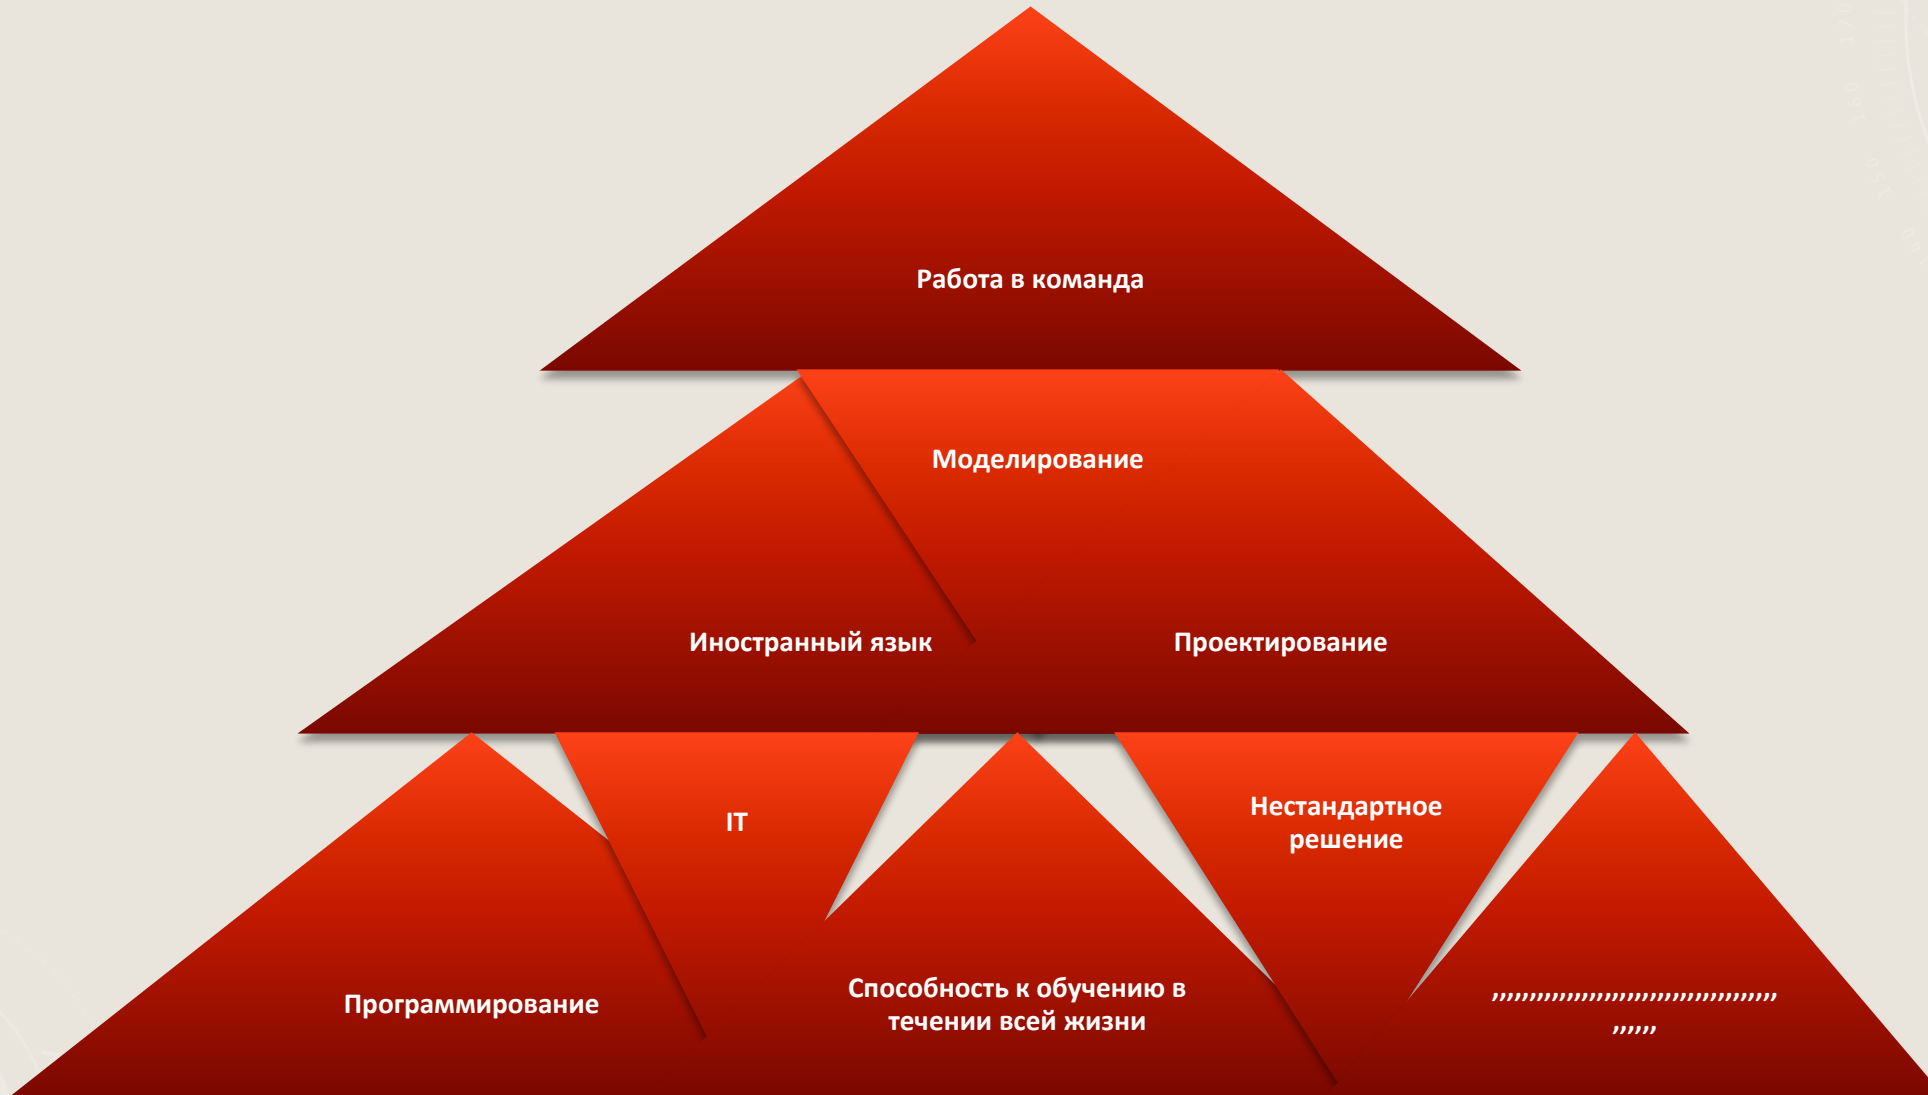 Работа в команда
Моделирование
Иностранный язык
Проектирование
IT
Нестандартное
решение
Программирование
Способность к обучению в
течении всей жизни
,,,,,,,,,,,,,,,,,,,,,,,,,,,,,,,,,,,,,,
,,,,,,